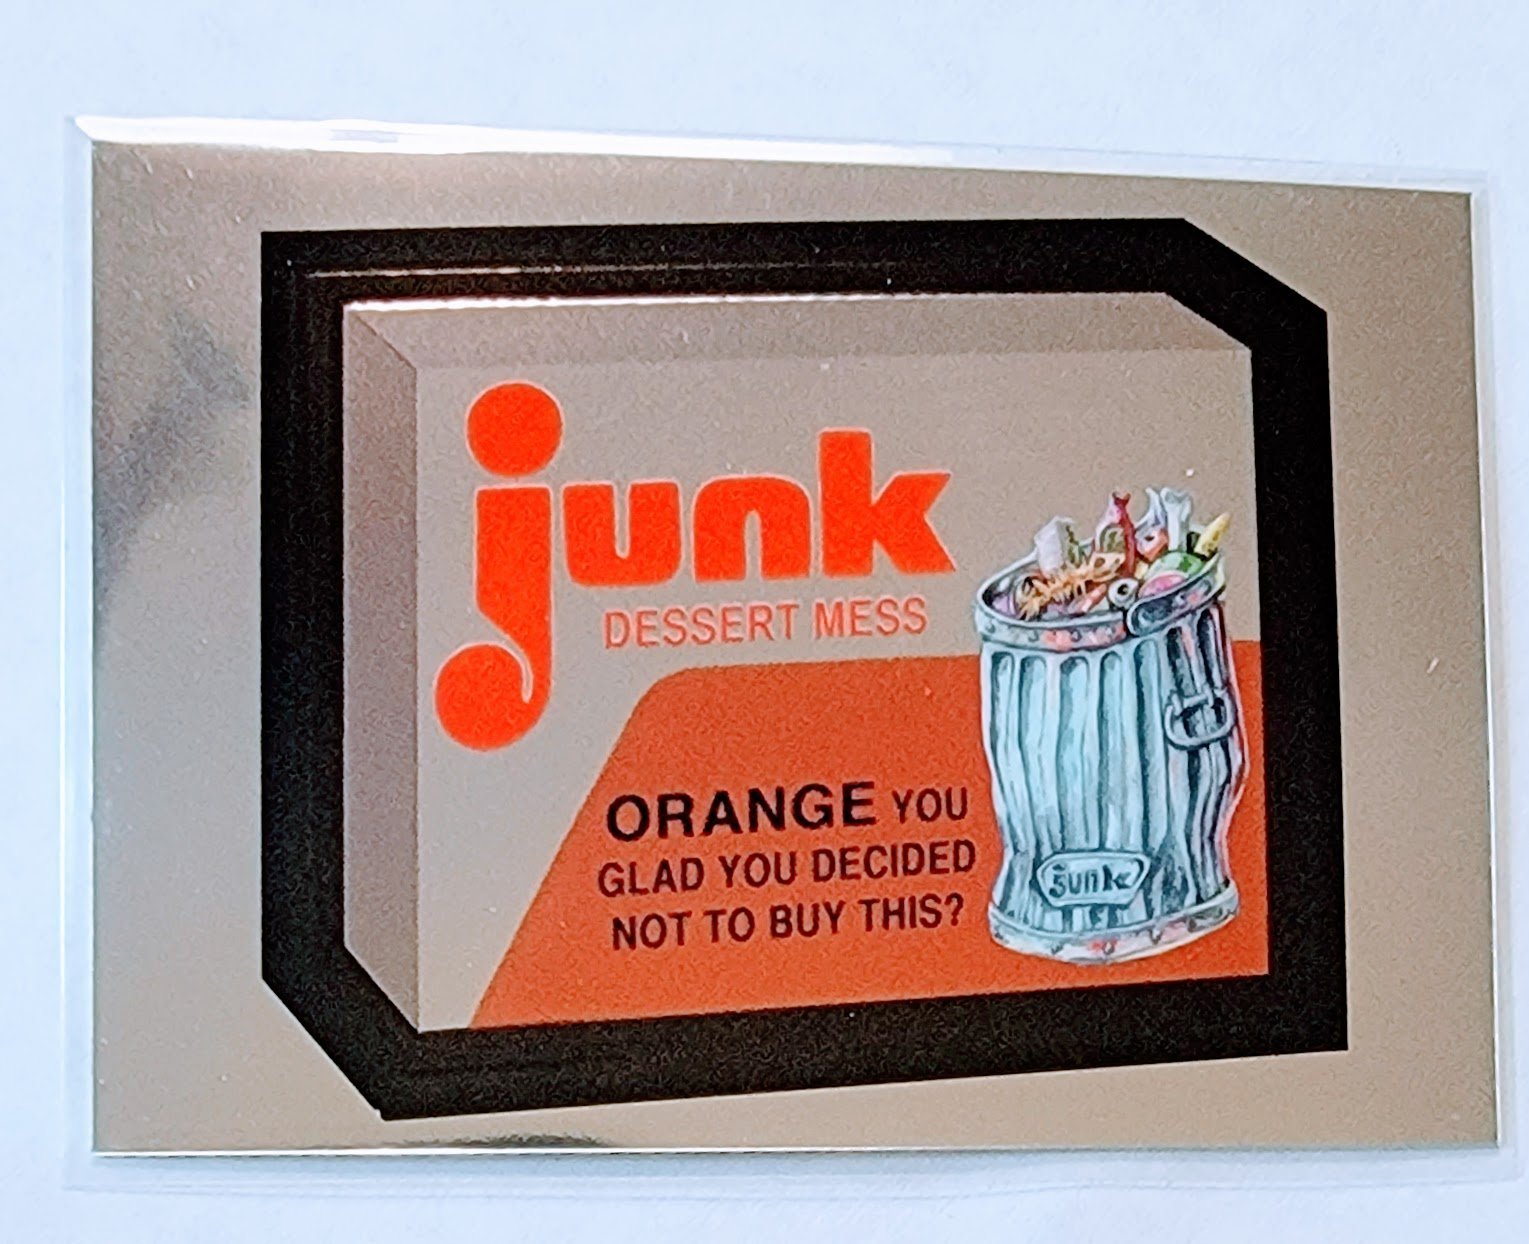 junk
DESSERT MESS
ORANGE YOU
GLAD YOU DECIDED
NOT TO BUY THIS?
junk